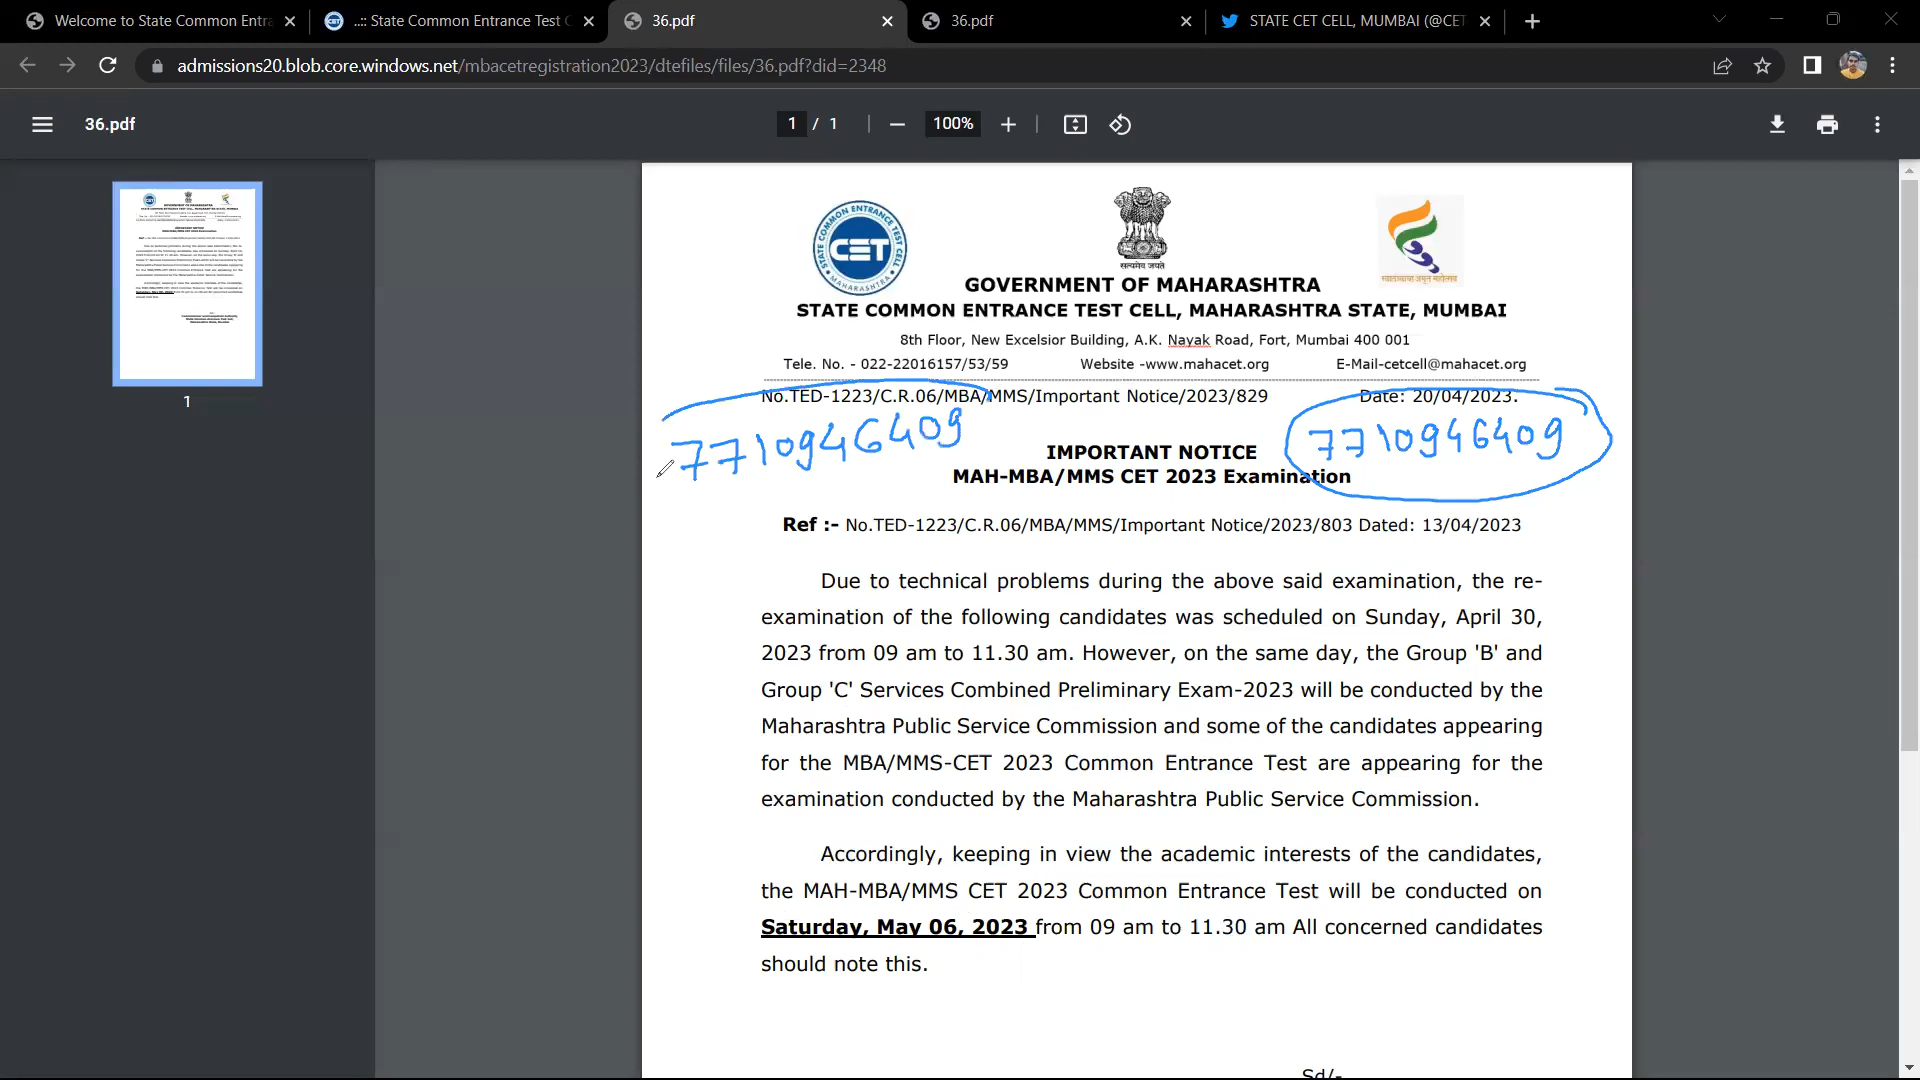 Welcome to State Common Entra
..:: State Common Entrance Test C
36.pdf
36.pdf
STATE CET CELL, MUMBAI (@CET
admissions20.blob.core.windows.net/mbacetregistration2023/dtefiles/files/36.pdf?did=2348
36.pdf
1 / 1
100%
1
STATE COMMON ENTRANCE TEST CELL
CET
MAHARASHTRA
सत्यमेव जयते
GOVERNMENT OF MAHARASHTRA
STATE COMMON ENTRANCE TEST CELL, MAHARASHTRA STATE, MUMBAI
8th Floor, New Excelsior Building, A.K. Nayak Road, Fort, Mumbai 400 001
Tele. No. - 022-22016157/53/59 Website -www.mahacet.org E-Mail-cetcell@mahacet.org
No.TED-1223/C.R.06/MBA/MMS/Important Notice/2023/829 Date: 20/04/2023.
7710946409
7710946409
IMPORTANT NOTICE
MAH-MBA/MMS CET 2023 Examination
Ref :- No.TED-1223/C.R.06/MBA/MMS/Important Notice/2023/803 Dated: 13/04/2023
Due to technical problems during the above said examination, the re-
examination of the following candidates was scheduled on Sunday, April 30,
2023 from 09 am to 11.30 am. However, on the same day, the Group 'B' and
Group 'C' Services Combined Preliminary Exam-2023 will be conducted by the
Maharashtra Public Service Commission and some of the candidates appearing
for the MBA/MMS-CET 2023 Common Entrance Test are appearing for the
examination conducted by the Maharashtra Public Service Commission.
Accordingly, keeping in view the academic interests of the candidates,
the MAH-MBA/MMS CET 2023 Common Entrance Test will be conducted on
Saturday, May 06, 2023 from 09 am to 11.30 am All concerned candidates
should note this.
Sd/-